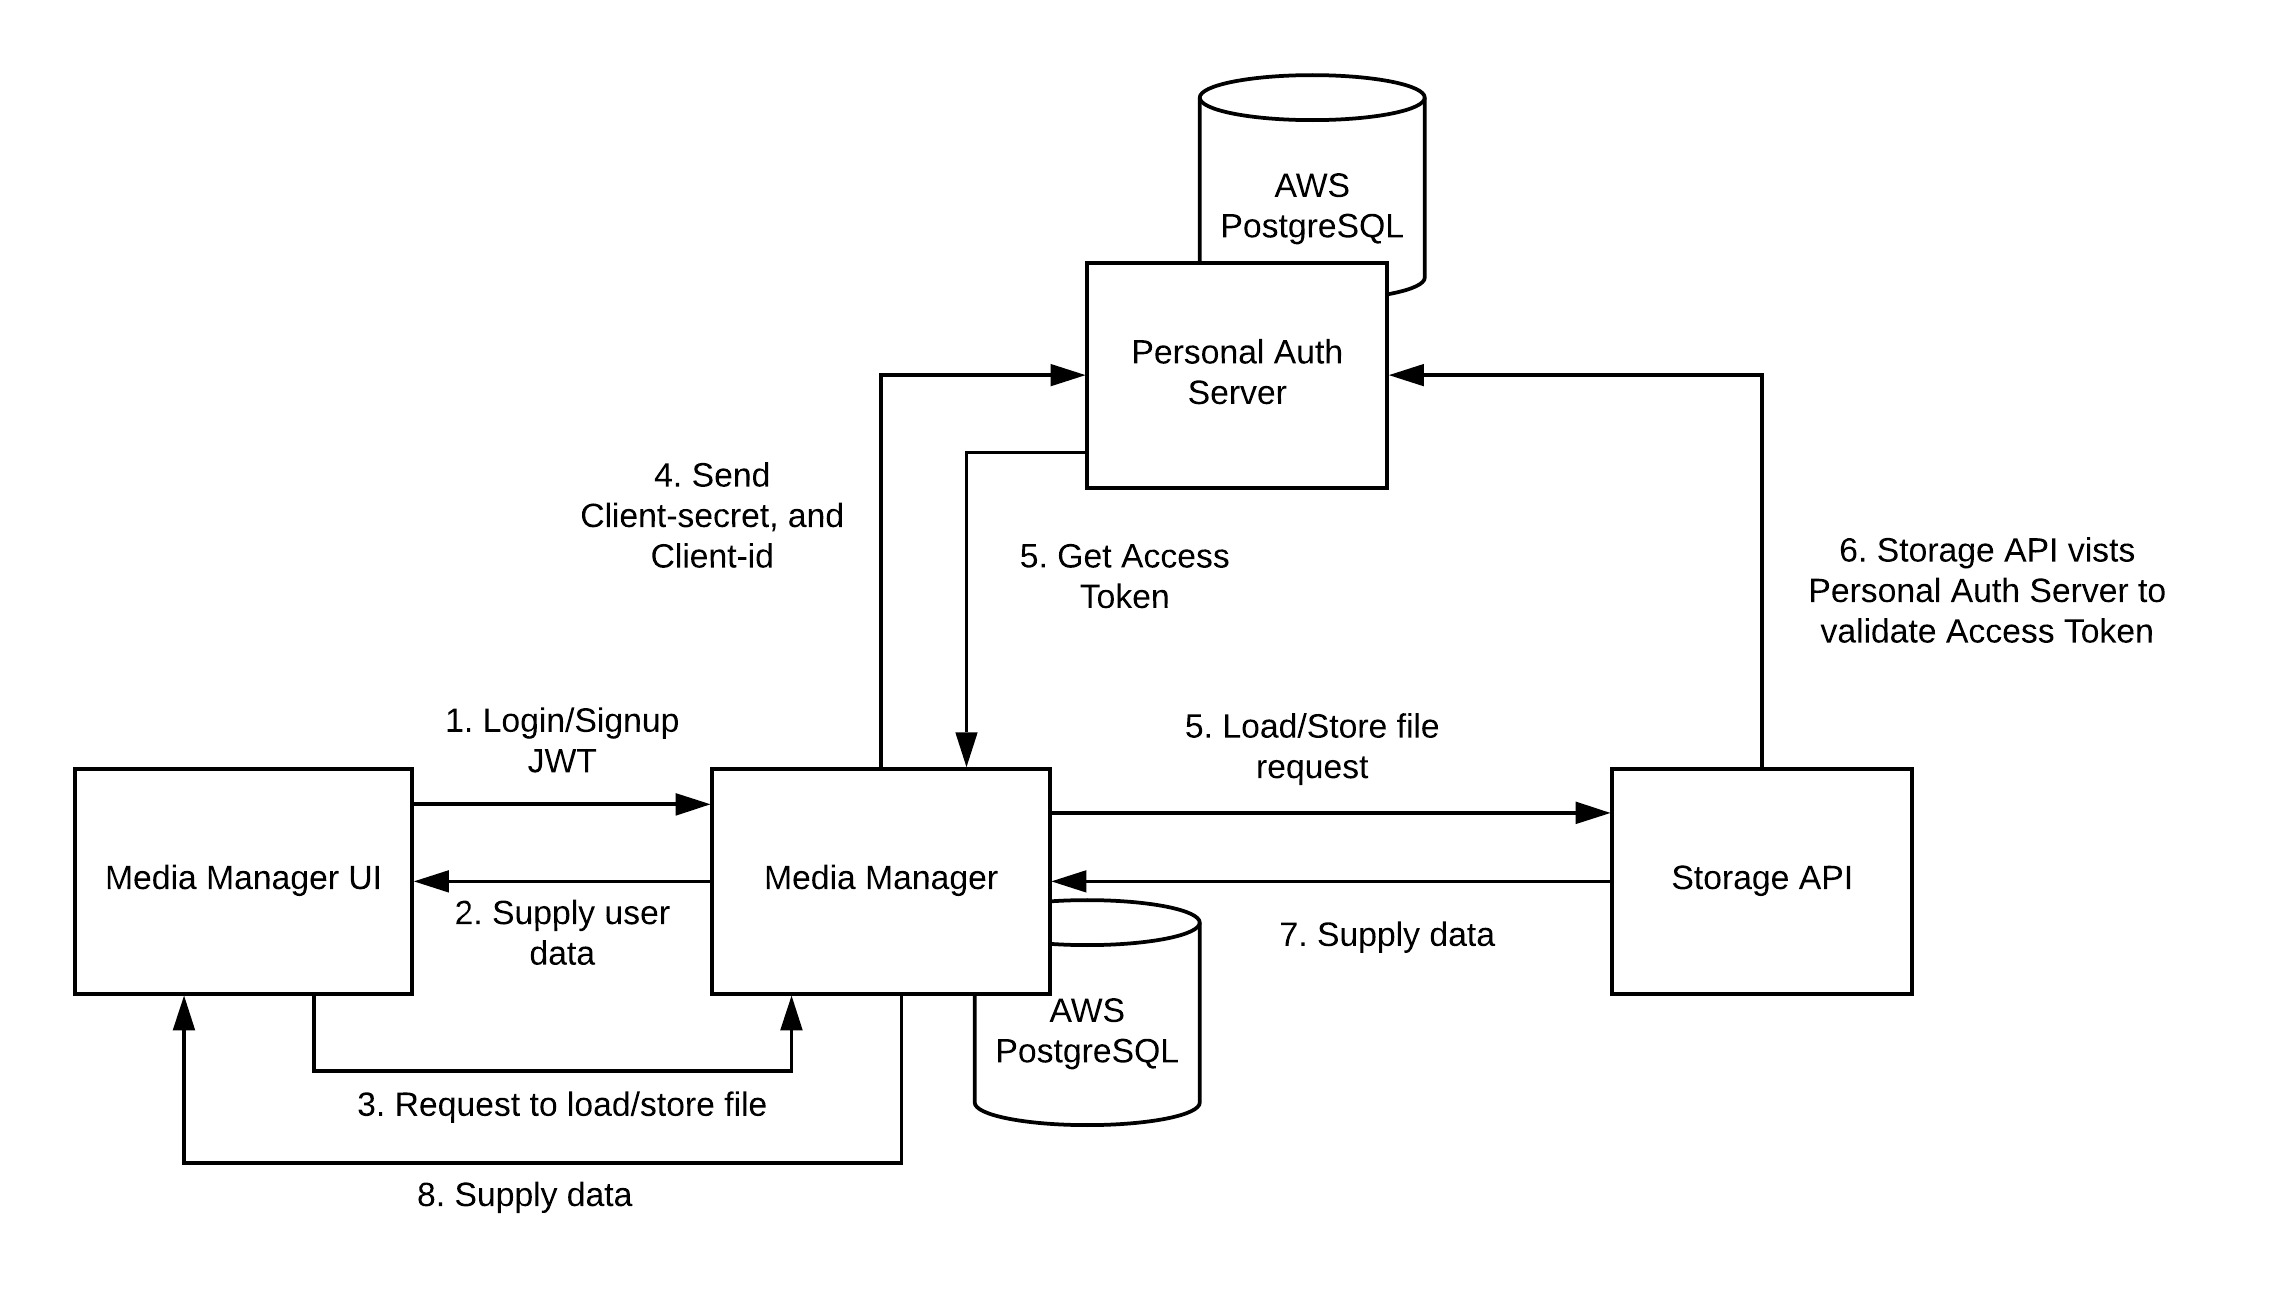 AWS
PostgreSQL
Personal Auth
Server
4. Send
Client-secret, and
Client-id
5. Get Access
Token
6. Storage API vists
Personal Auth Server to
validate Access Token
1. Login/Signup
JWT
5. Load/Store file
request
Media Manager UI
Media Manager
Storage API
2. Supply user
data
7. Supply data
AWS
PostgreSQL
3. Request to load/store file
8. Supply data